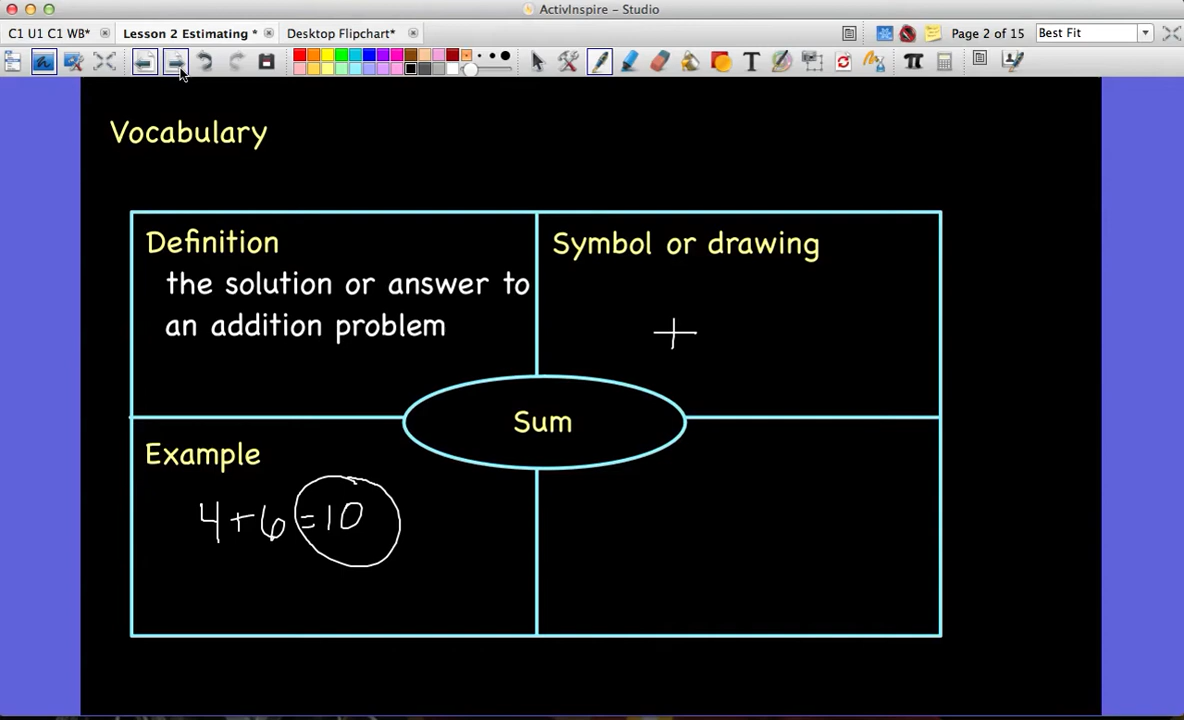 ActivInspire - Studio
C1 U1 C1 WB*
Lesson 2 Estimating *
Desktop Flipchart*
Page 2 of 15
Best Fit
Vocabulary
Definition
the solution or answer to
an addition problem
Symbol or drawing
+
Sum
Example
4+6=10